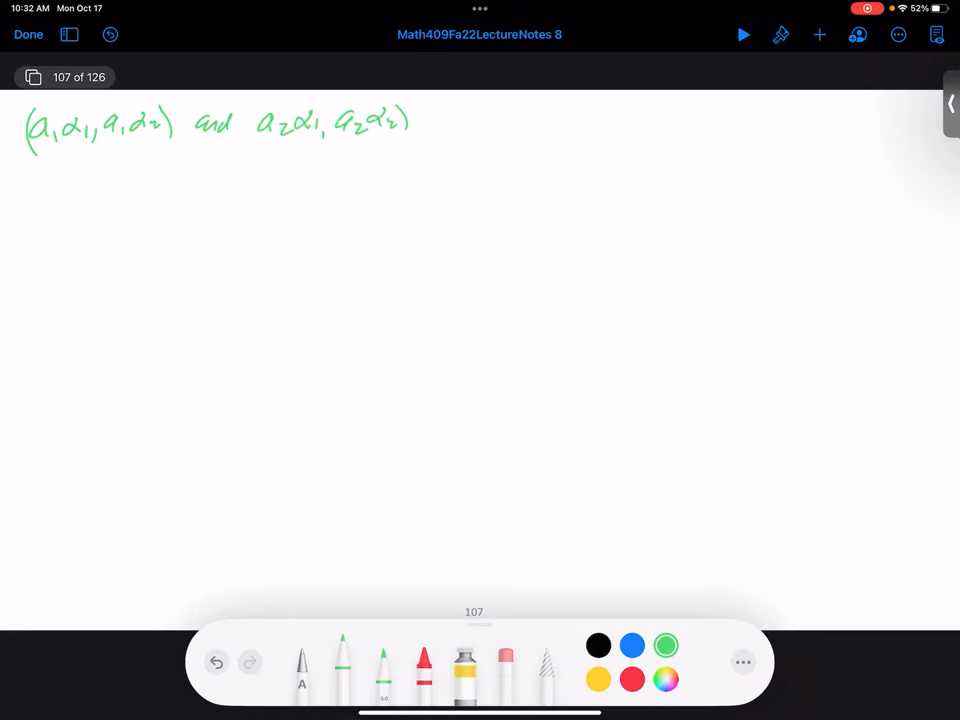 10:32 AM Mon Oct 17
52%
Done
Math409Fa22LectureNotes 8
107 of 126
(a₁α₁, a₁α₂) and a₂α₁, a₂α₂)
107
A
50